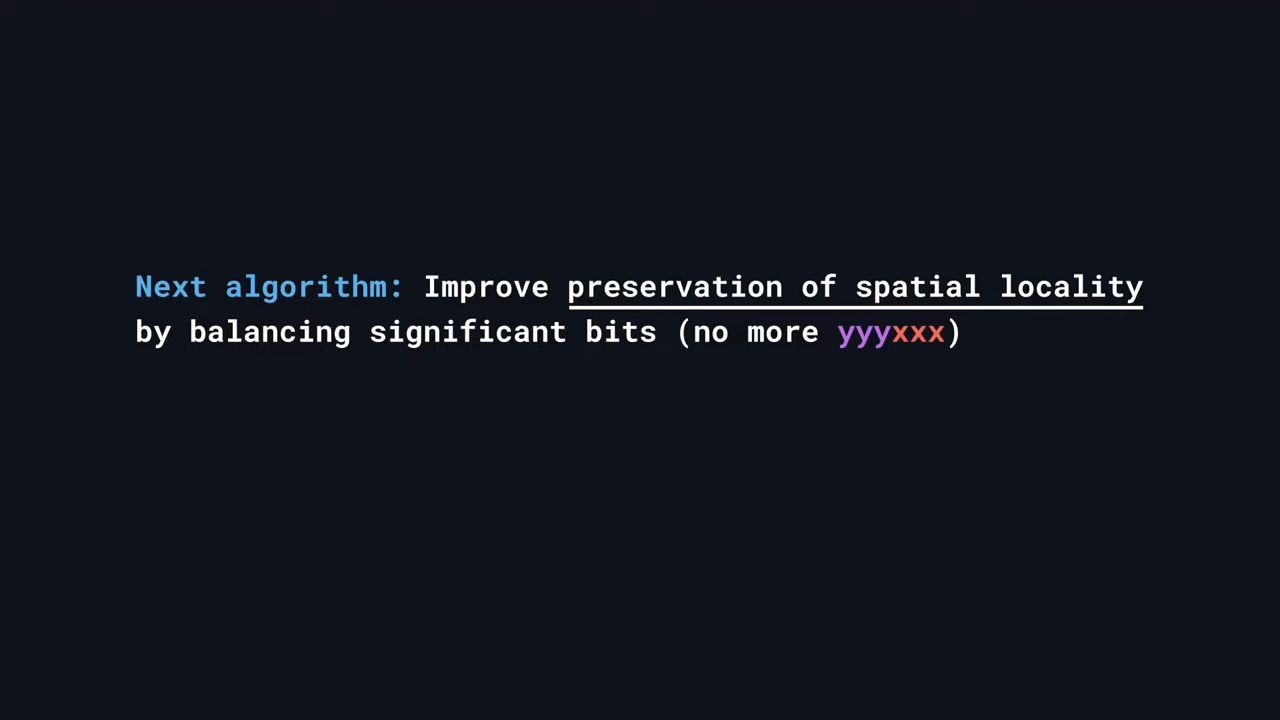 Next algorithm: Improve preservation of spatial locality
by balancing significant bits (no more yyyxxx)